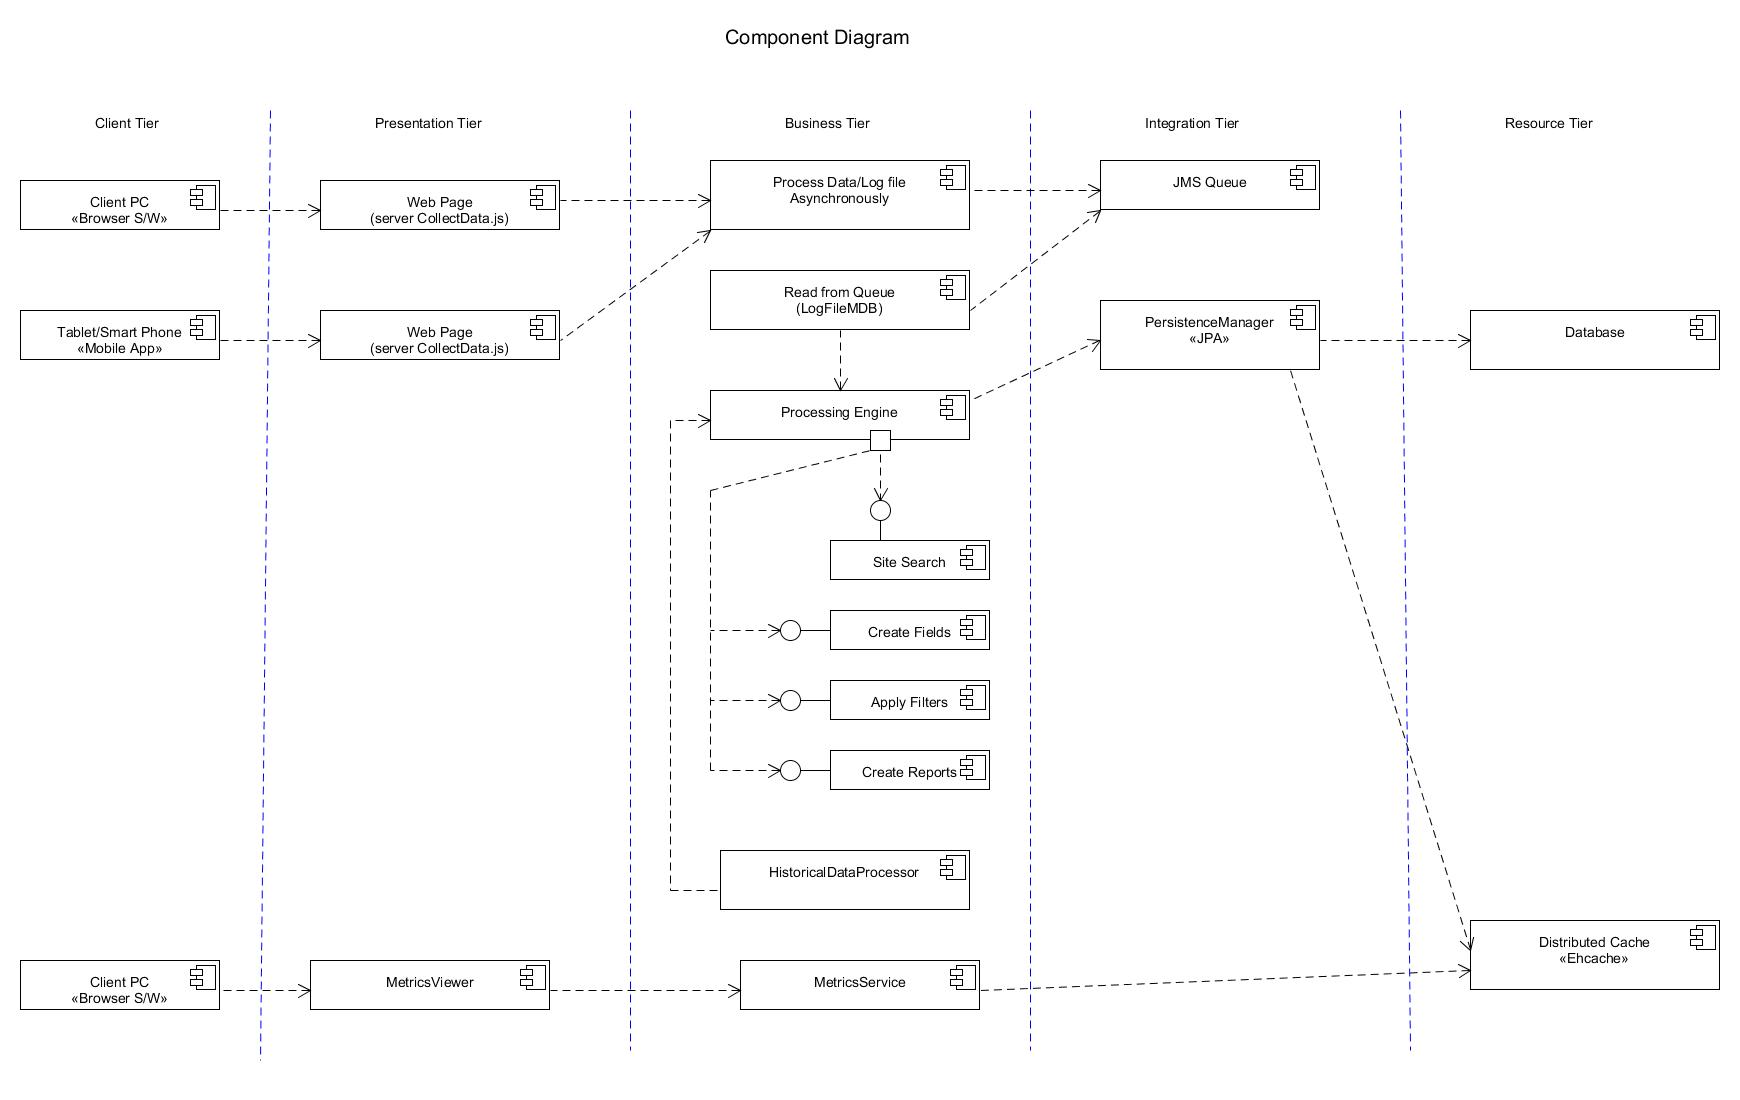 Component Diagram
Client Tier
Presentation Tier
Business Tier
Integration Tier
Resource Tier
Client PC
«Browser S/W»
Web Page
(server CollectData.js)
Process Data/Log file
Asynchronously
JMS Queue
Tablet/Smart Phone
«Mobile App»
Web Page
(server CollectData.js)
Read from Queue
(LogFileMDB)
PersistenceManager
«JPA»
Database
Processing Engine
Site Search
Create Fields
Apply Filters
Create Reports
HistoricalDataProcessor
Distributed Cache
«Ehcache»
Client PC
«Browser S/W»
MetricsViewer
MetricsService